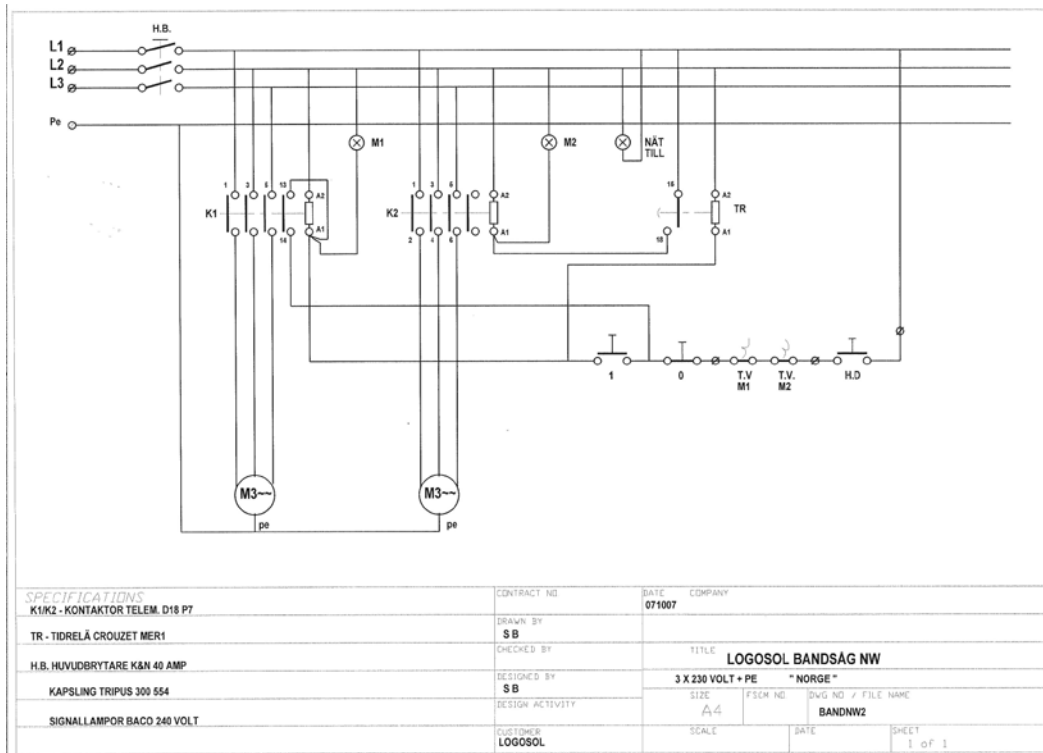 H.B.
L1
L2
L3
Pe
M1
M2
NÄT
TILL
1 3 5 13
A2
K1
A1
14
1 3 5
A2
K2
A1
2 4 6
15
A2
TR
18
A1
1
0
T.V
M1
T.V.
M2
H.D
M3~~
pe
M3~~
pe
SPECIFICATIONS
K1/K2 - KONTAKTOR TELEM. D18 P7
TR - TIDRELÄ CROUZET MER1
H.B. HUVUDBRYTARE K&N 40 AMP
KAPSLING TRIPUS 300 554
SIGNALLAMPOR BACO 240 VOLT
CONTRACT NO
DRAWN BY
S B
CHECKED BY
DESIGNED BY
S B
DESIGN ACTIVITY
CUSTOMER
LOGOSOL
DATE COMPANY
071007
TITLE
LOGOSOL BANDSÅG NW
3 X 230 VOLT + PE " NORGE "
SIZE
A4
FSCM NO
DWG NO / FILE NAME
BANDNW2
SCALE
DATE
SHEET
1 of 1